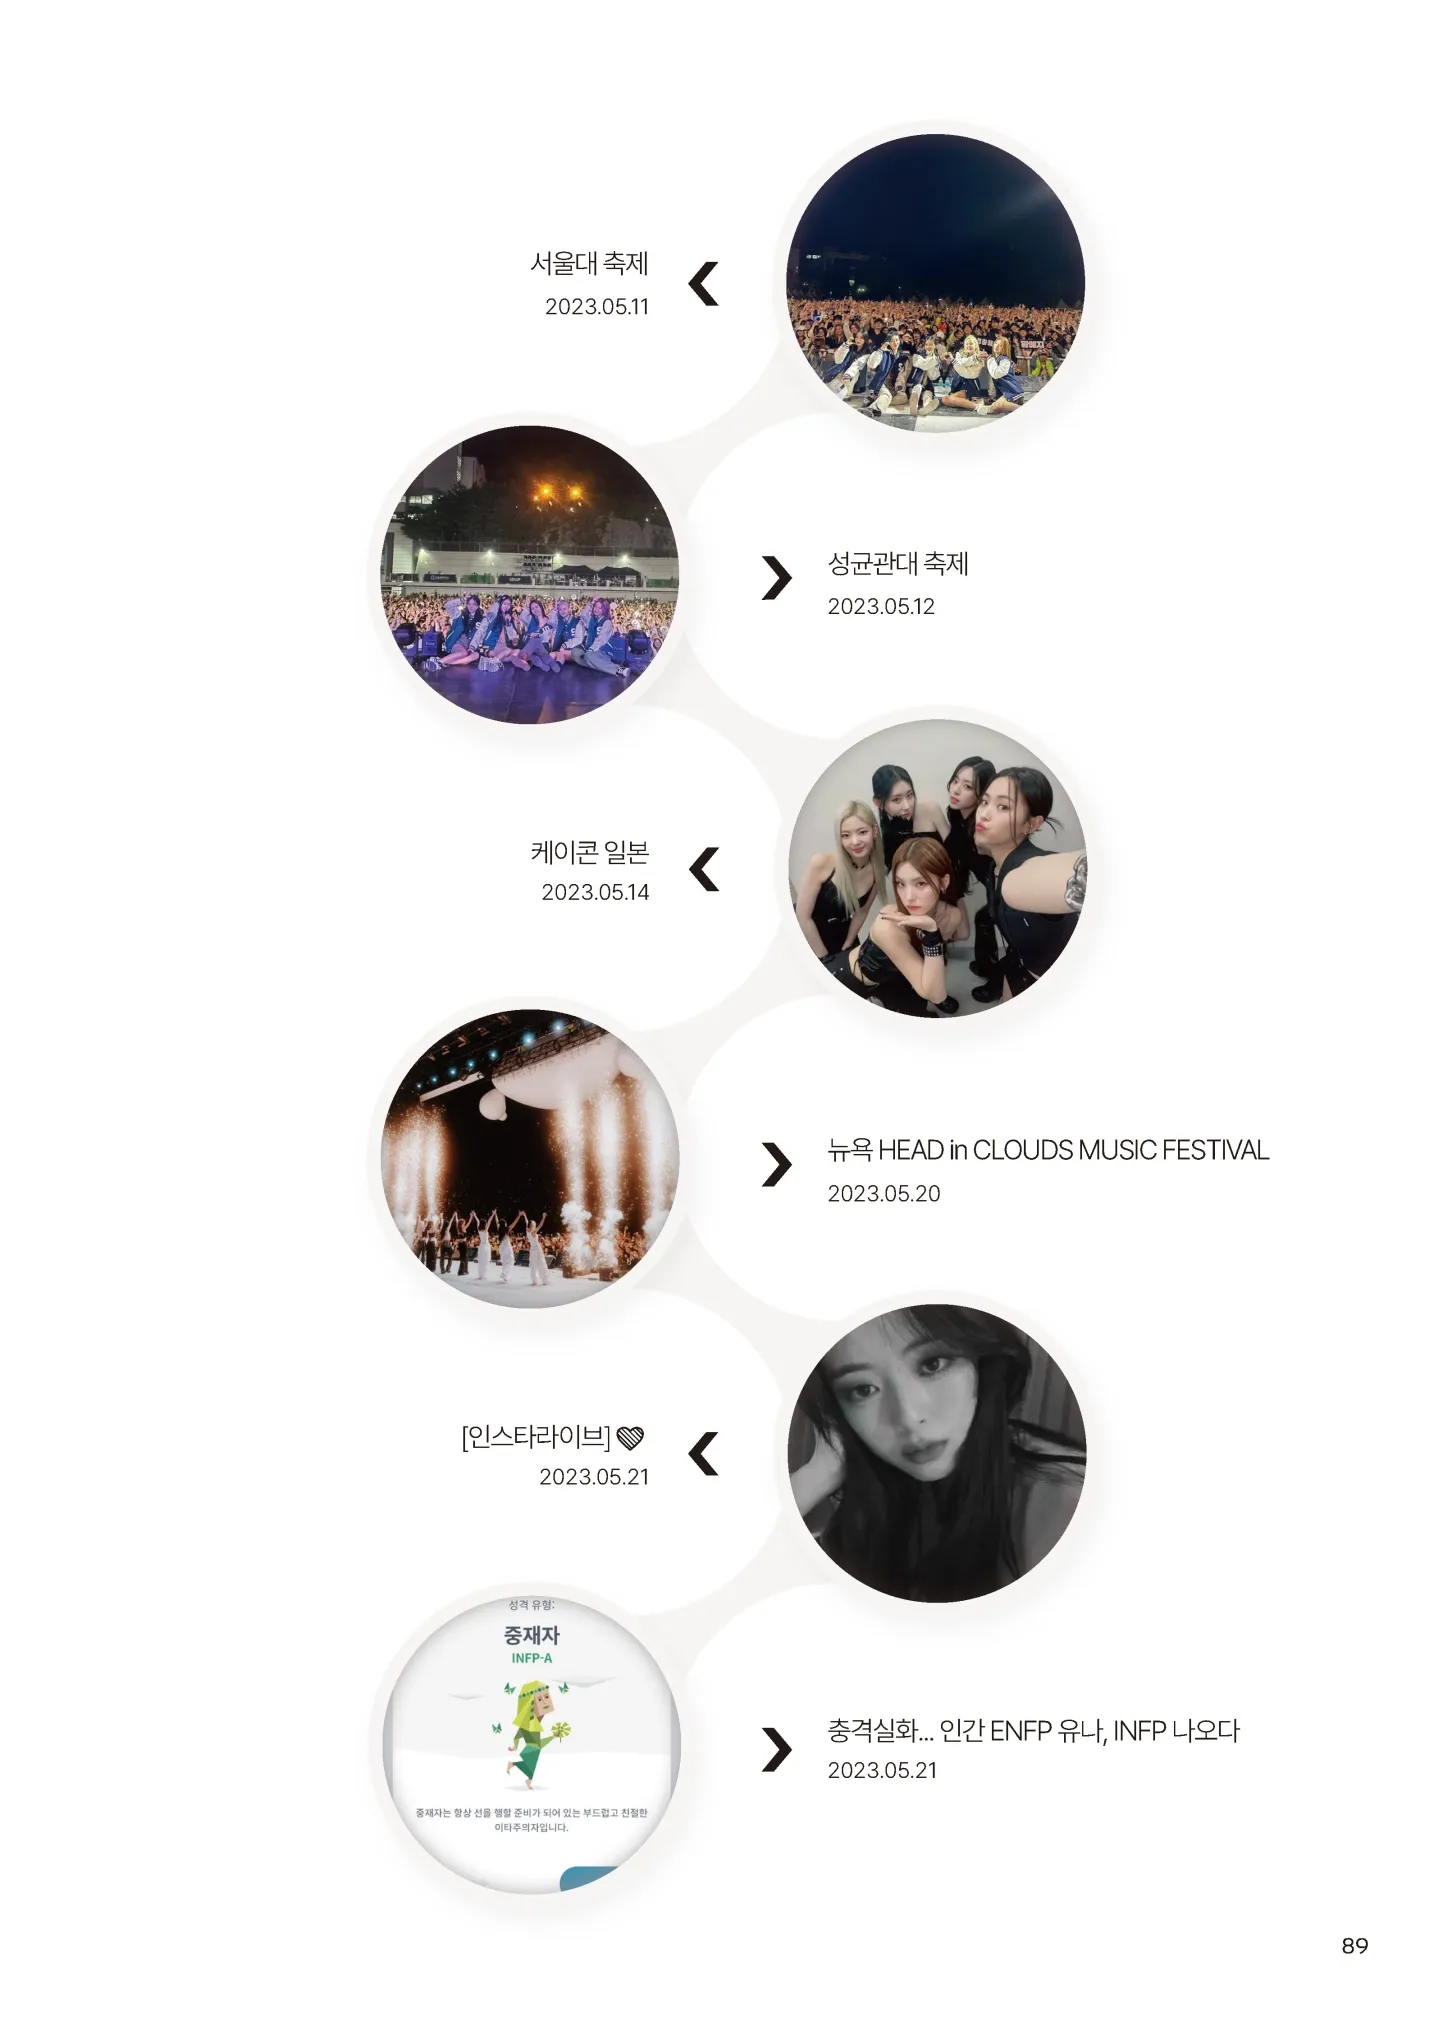 서울대 축제
2023.05.11
성균관대 축제
2023.05.12
케이콘 일본
2023.05.14
뉴욕 HEAD in CLOUDS MUSIC FESTIVAL
2023.05.20
[인스타라이브]
2023.05.21
성격 유형:
중재자
INFP-A
중재자는 항상 선을 행할 준비가 되어 있는 부드럽고 친절한
이타주의자입니다.
충격실화... 인간 ENFP 유나, INFP 나오다
2023.05.21
89